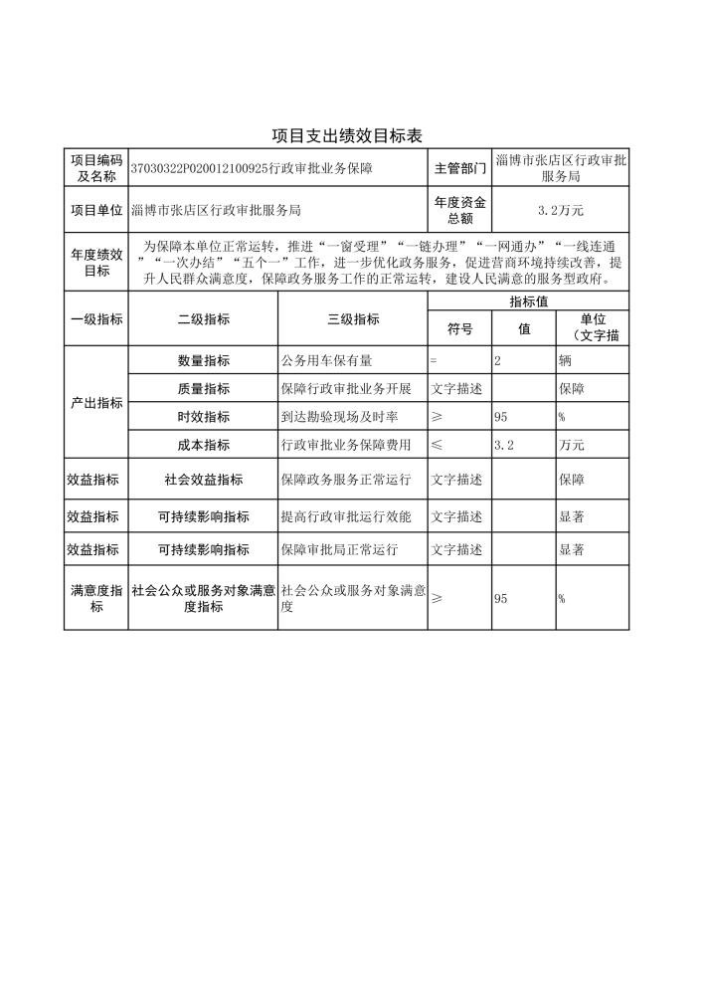 项目支出绩效目标表
项目编码
及名称
37030322P020012100925行政审批业务保障
主管部门
淄博市张店区行政审批
服务局
项目单位
淄博市张店区行政审批服务局
年度资金
总额
3.2万元
年度绩效
目标
为保障本单位正常运转，推进“一窗受理”“一链办理”“一网通办”“一线连通
”“一次办结”“五个一”工作，进一步优化政务服务，促进营商环境持续改善，提
升人民群众满意度，保障政务服务工作的正常运转，建设人民满意的服务型政府。
一级指标
二级指标
三级指标
指标值
符号
值
单位
（文字描
产出指标
数量指标
公务用车保有量
=
2
辆
质量指标
保障行政审批业务开展
文字描述
保障
时效指标
到达勘验现场及时率
≥
95
%
成本指标
行政审批业务保障费用
≤
3.2
万元
效益指标
社会效益指标
保障政务服务正常运行
文字描述
保障
效益指标
可持续影响指标
提高行政审批运行效能
文字描述
显著
效益指标
可持续影响指标
保障审批局正常运行
文字描述
显著
满意度指
标
社会公众或服务对象满意
度指标
社会公众或服务对象满意
度
≥
95
%